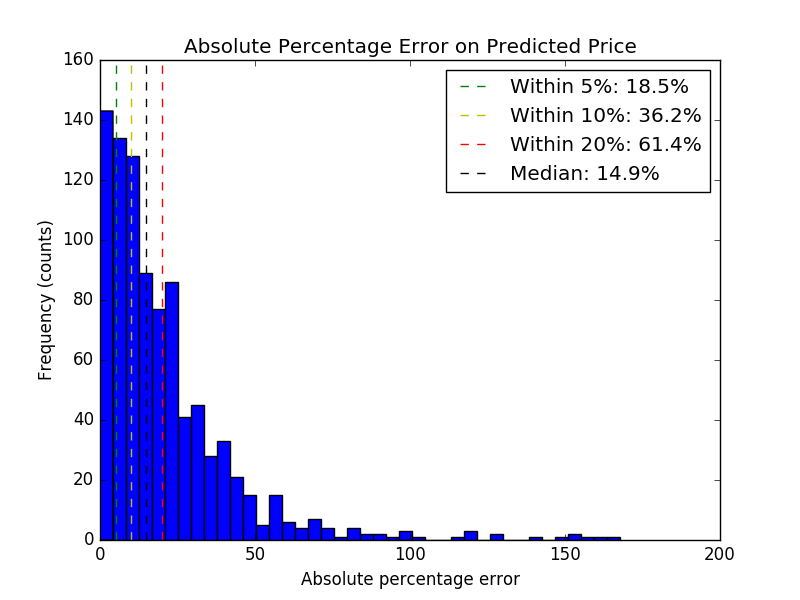 Absolute Percentage Error on Predicted Price
160
140
120
100
80
60
40
20
0
Frequency (counts)
Within 5%: 18.5%
Within 10%: 36.2%
Within 20%: 61.4%
Median: 14.9%
0 50 100 150 200
Absolute percentage error